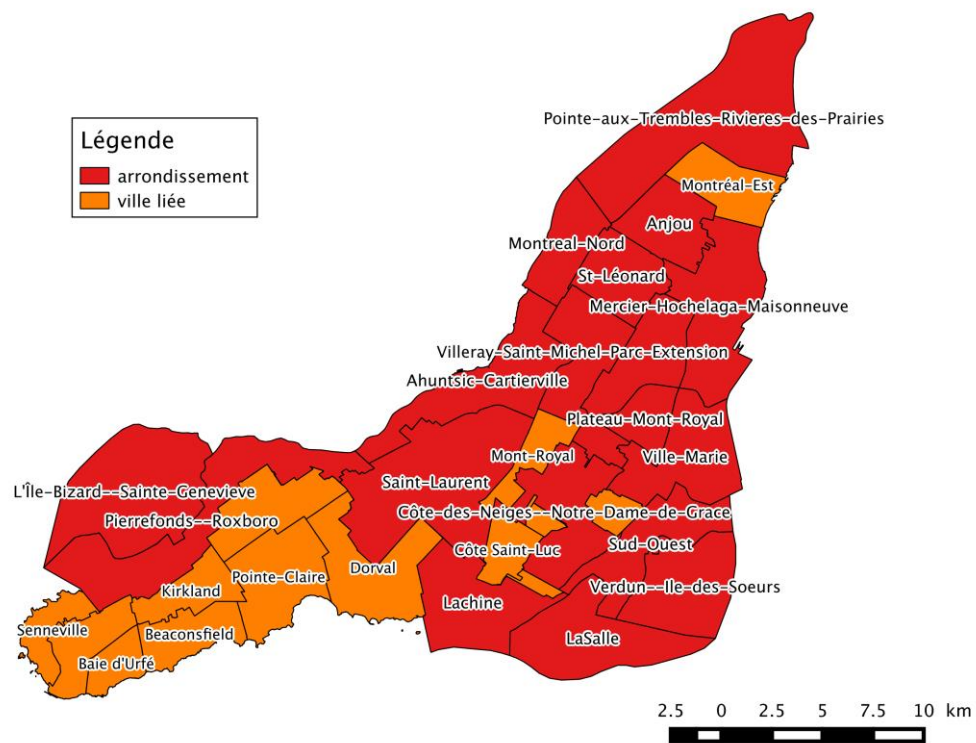 Pointe-aux-Trembles-Rivieres-des-Prairies
Légende
arrondissement
ville liée
Montréal-Est
Anjou
Montreal-Nord
St-Léonard
Mercier-Hochelaga-Maisonneuve
Villeray-Saint-Michel-Parc-Extension
Ahuntsic-Cartierville
Plateau-Mont-Royal
Mont-Royal
Ville-Marie
Saint-Laurent
L'Île-Bizard--Sainte-Genevieve
Côte-des-Neiges--Notre-Dame-de-Grace
Pierrefonds--Roxboro
Sud-Ouest
Côte Saint-Luc
Dorval
Pointe-Claire
Kirkland
Verdun--Ile-des-Soeurs
Lachine
Senneville
Beaconsfield
LaSalle
Baie d'Urfé
2.5 0 2.5 5 7.5 10 km